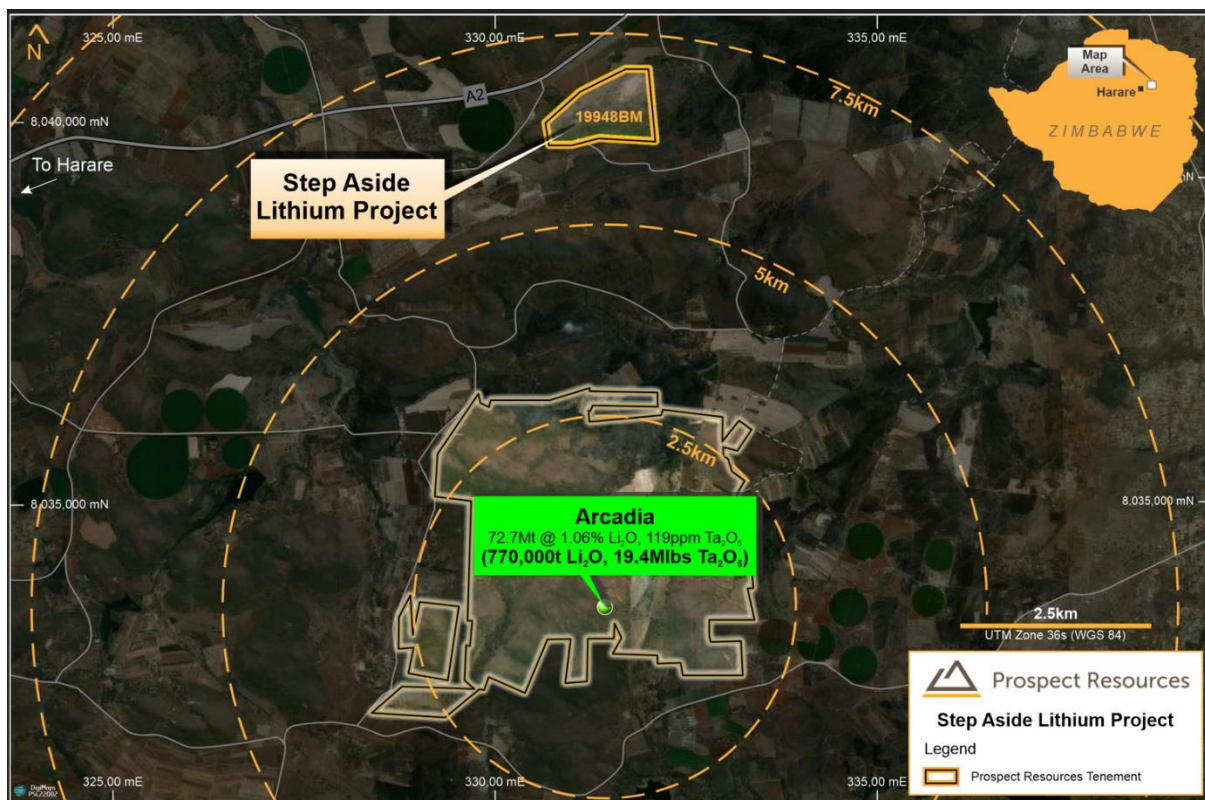 325,00 mE
330,00 mE
335,00 mE
N
A2
7.5km
Map
Area
Harare
ZIMBABWE
8,040,000 mN
19948BM
To Harare
Step Aside
Lithium Project
5km
2.5km
8,035,000 mN
8,035,000 mN
Arcadia
72.7Mt @ 1.06% Li₂O, 119ppm Ta₂O₅
(770,000t Li₂O, 19.4Mlbs Ta₂O₅)
2.5km
UTM Zone 36s (WGS 84)
Prospect Resources
Step Aside Lithium Project
Legend
Prospect Resources Tenement
325,00 mE
330,00 mE
335,00 mE
DigiMaps
PSC22002